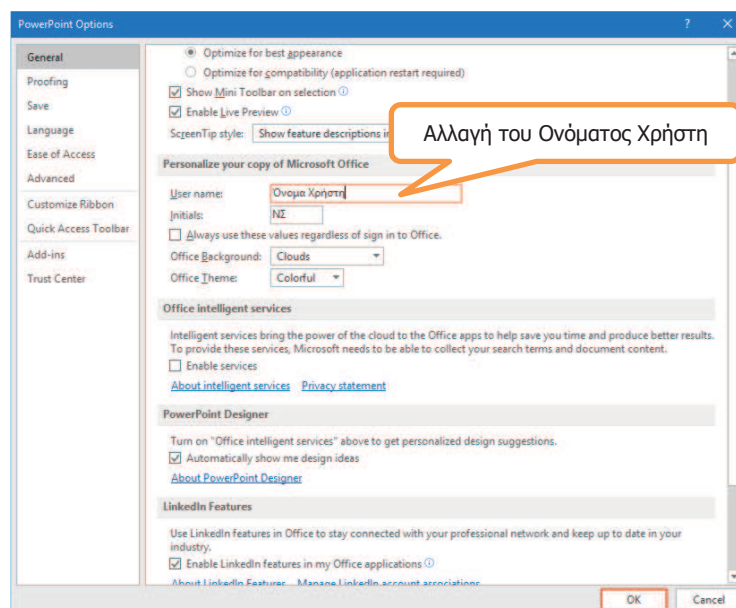 PowerPoint Options
General
Proofing
Save
Language
Ease of Access
Advanced
Customize Ribbon
Quick Access Toolbar
Add-ins
Trust Center
Optimize for best appearance
Optimize for compatibility (application restart required)
Show Mini Toolbar on selection
Enable Live Preview
ScreenTip style: Show feature descriptions in
Αλλαγή του Ονόματος Χρήστη
Personalize your copy of Microsoft Office
User name: Όνομα Χρήστη
Initials: ΝΣ
Always use these values regardless of sign in to Office.
Office Background: Clouds
Office Theme: Colorful
Office intelligent services
Intelligent services bring the power of the cloud to the Office apps to help save you time and produce better results.
To provide these services, Microsoft needs to be able to collect your search terms and document content.
Enable services
About intelligent services Privacy statement
PowerPoint Designer
Turn on "Office intelligent services" above to get personalized design suggestions.
Automatically show me design ideas
About PowerPoint Designer
LinkedIn Features
Use LinkedIn features in Office to stay connected with your professional network and keep up to date in your
industry.
Enable LinkedIn features in my Office applications
About LinkedIn Features Manage LinkedIn account associations
OK Cancel